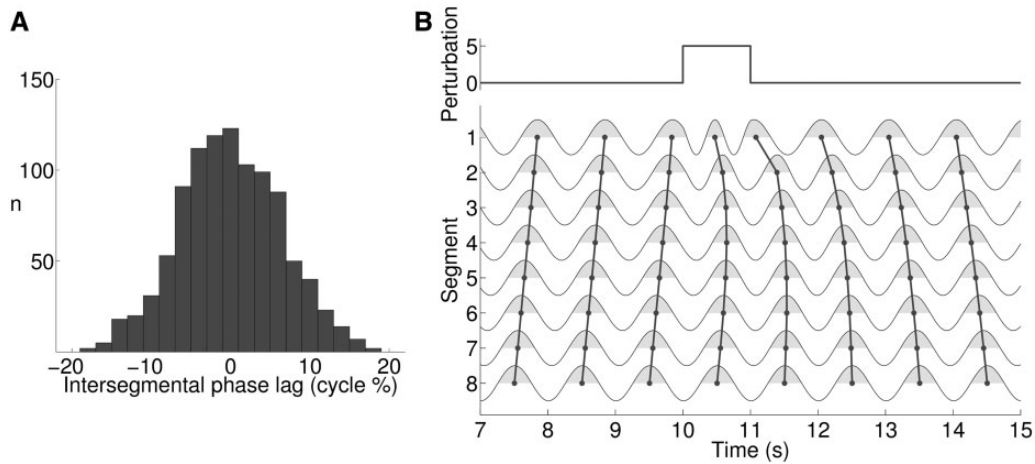 A
150
100
n
50
−20 −10 0 10 20
Intersegmental phase lag (cycle %)
B
Perturbation
5
0
Segment
1
2
3
4
5
6
7
8
7 8 9 10 11 12 13 14 15
Time (s)